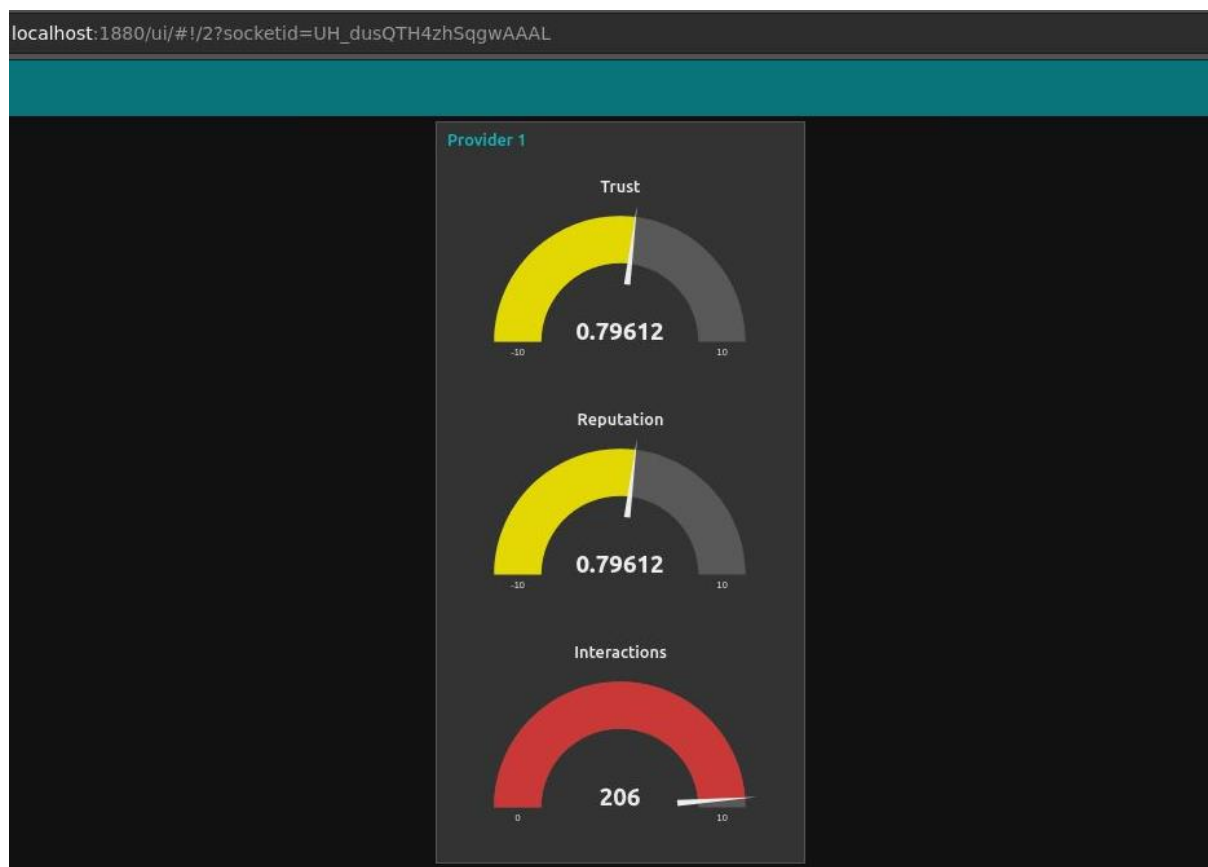 localhost:1880/ui/#!/2?socketid=UH_dusQTH4zhSqgwAAAL
Provider 1
Trust
0.79612
-10 10
Reputation
0.79612
-10 10
Interactions
206
0 10